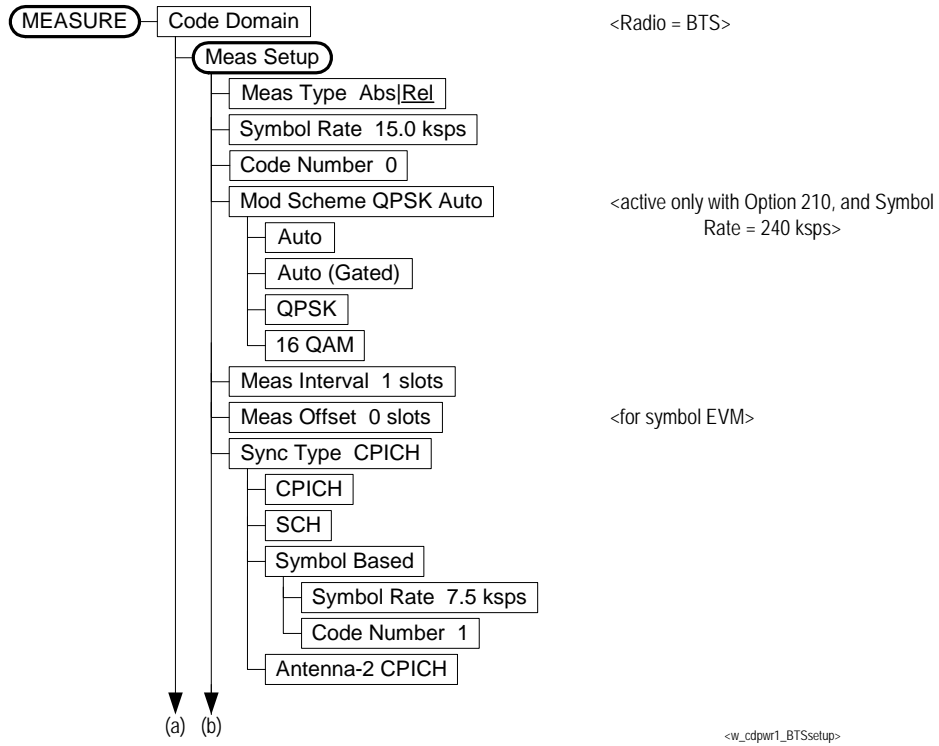 MEASURE Code Domain <Radio = BTS>
Meas Setup
Meas Type Abs|Rel
Symbol Rate 15.0 ksps
Code Number 0
Mod Scheme QPSK Auto <active only with Option 210, and Symbol
Rate = 240 ksps>
Auto
Auto (Gated)
QPSK
16 QAM
Meas Interval 1 slots
Meas Offset 0 slots <for symbol EVM>
Sync Type CPICH
CPICH
SCH
Symbol Based
Symbol Rate 7.5 ksps
Code Number 1
Antenna-2 CPICH
(a) (b)
<w_cdpwr1_BTSsetup>